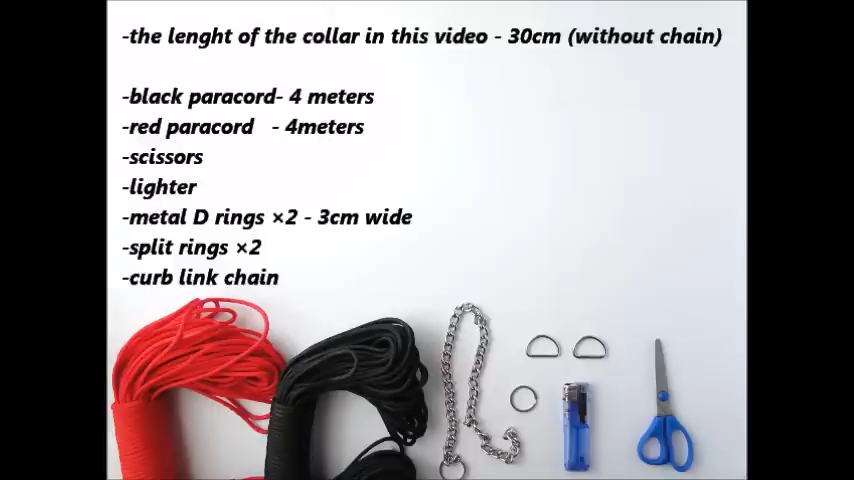 -the lenght of the collar in this video - 30cm (without chain)
-black paracord- 4 meters
-red paracord - 4meters
-scissors
-lighter
-metal D rings ×2 - 3cm wide
-split rings ×2
-curb link chain